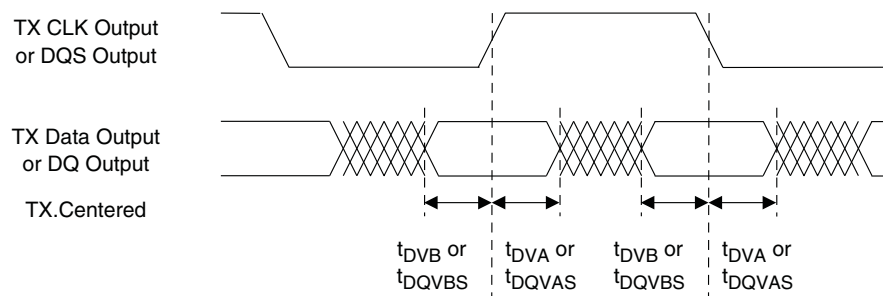 TX CLK Output
or DQS Output
TX Data Output
or DQ Output
TX.Centered
tDVB or
tDQVBS
tDVA or
tDQVAS
tDVB or
tDQVBS
tDVA or
tDQVAS